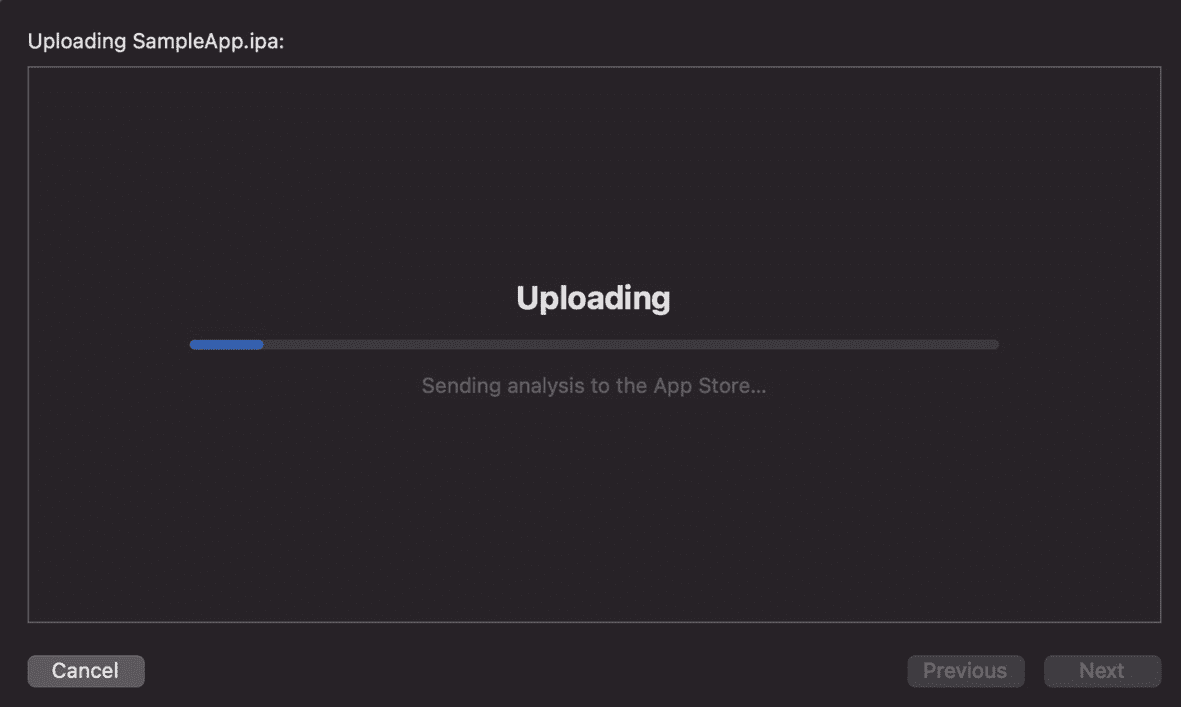 Uploading SampleApp.ipa:
Uploading
Sending analysis to the App Store...
Cancel
Previous
Next